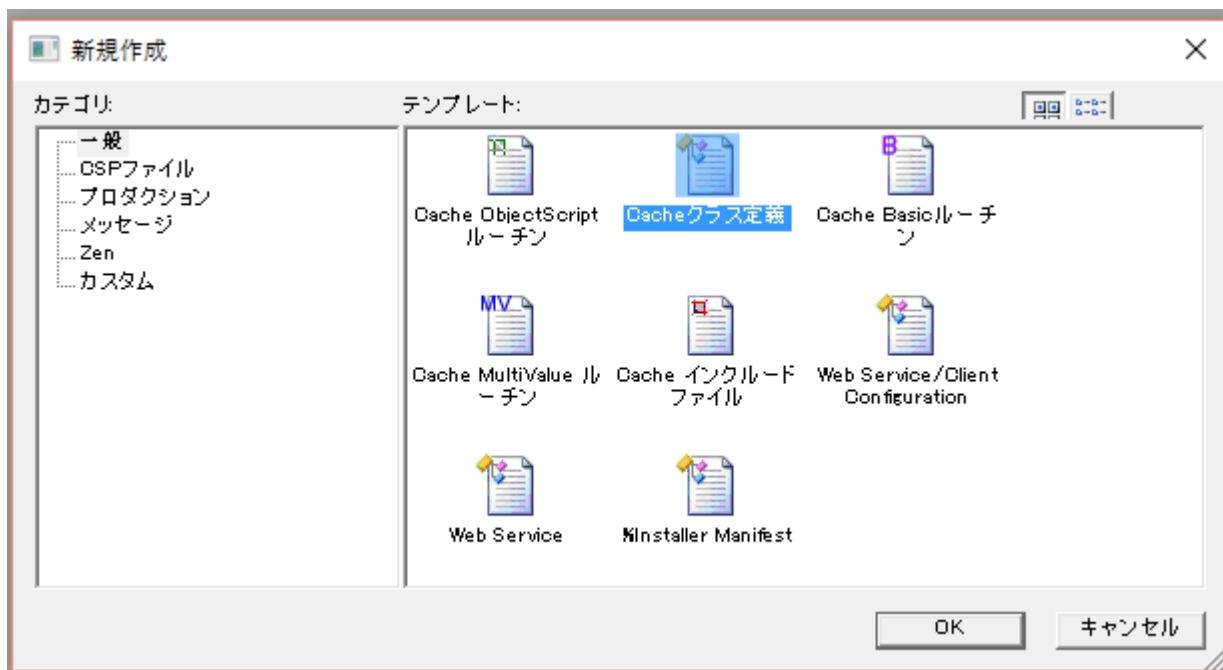 新規作成
カテゴリ:
テンプレート:
一般
CSPファイル
プロダクション
メッセージ
Zen
カスタム
Cache ObjectScript
ルーチン
Cacheクラス定義
Cache Basicルーチ
ン
Cache MultiValue ル
ーチン
Cache インクルード
ファイル
Web Service/Client
Configuration
Web Service
%Installer Manifest
OK
キャンセル